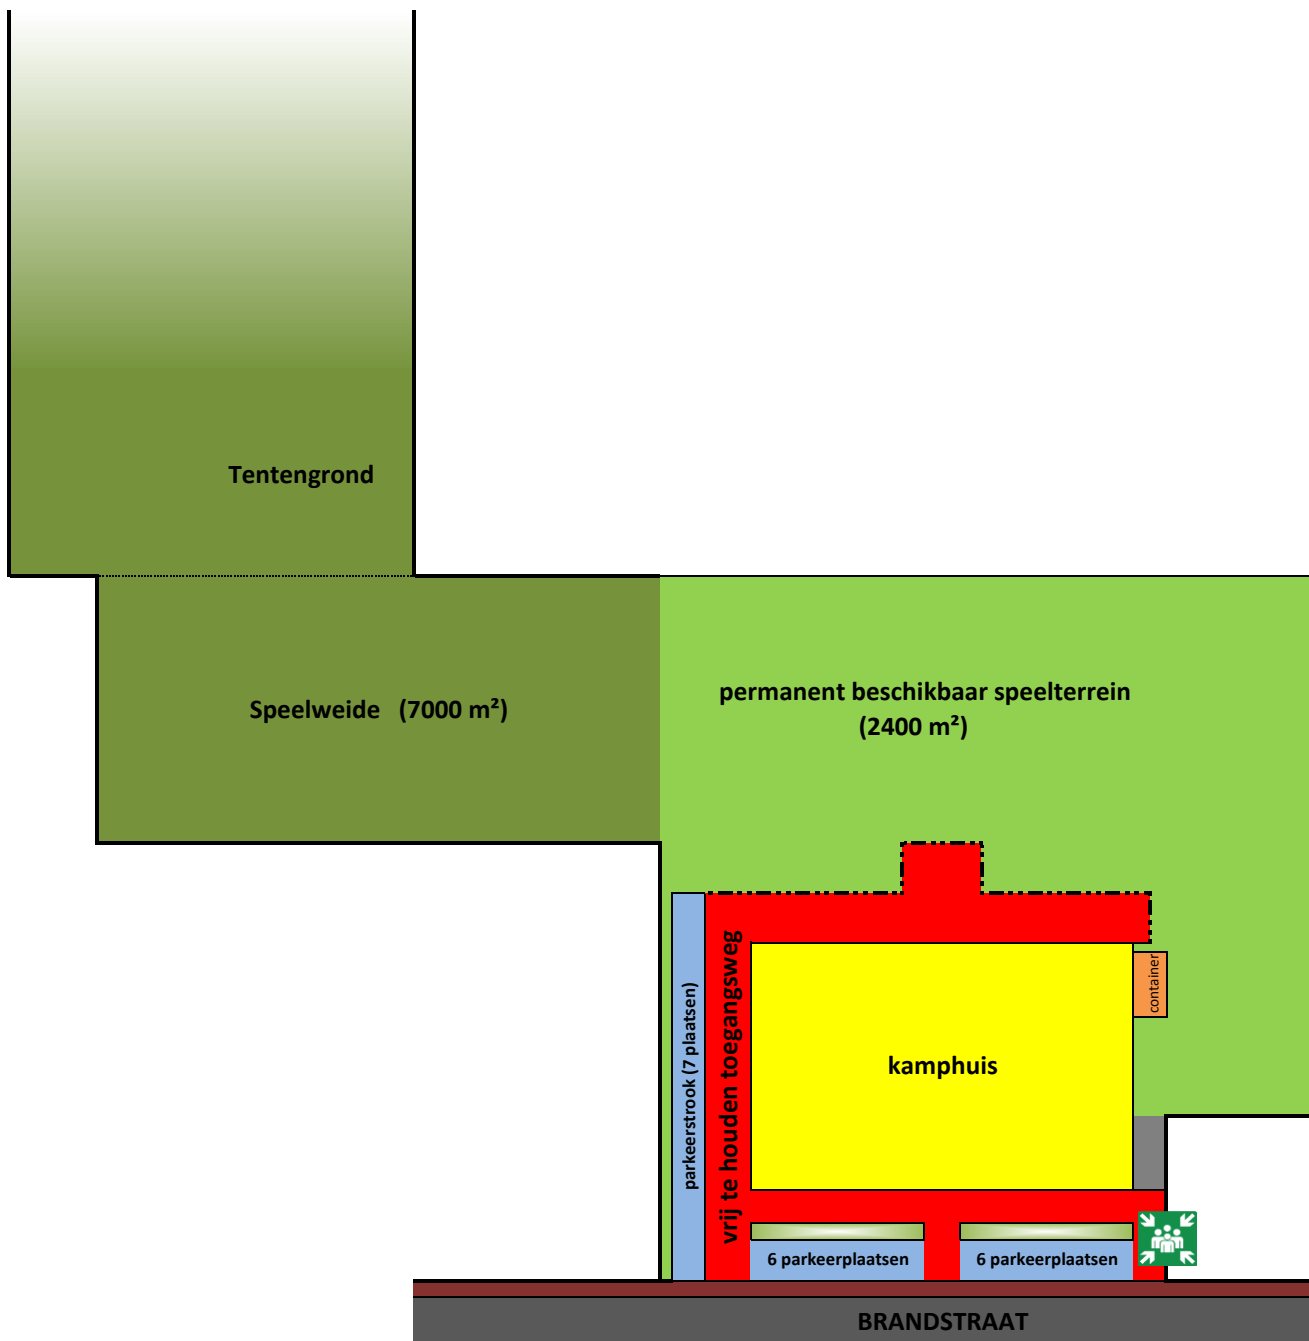 Tentengrond
Speelweide (7000 m²)
permanent beschikbaar speelterrein
(2400 m²)
parkeerstrook (7 plaatsen)
vrij te houden toegangsweg
container
kamphuis
6 parkeerplaatsen
6 parkeerplaatsen
BRANDSTRAAT